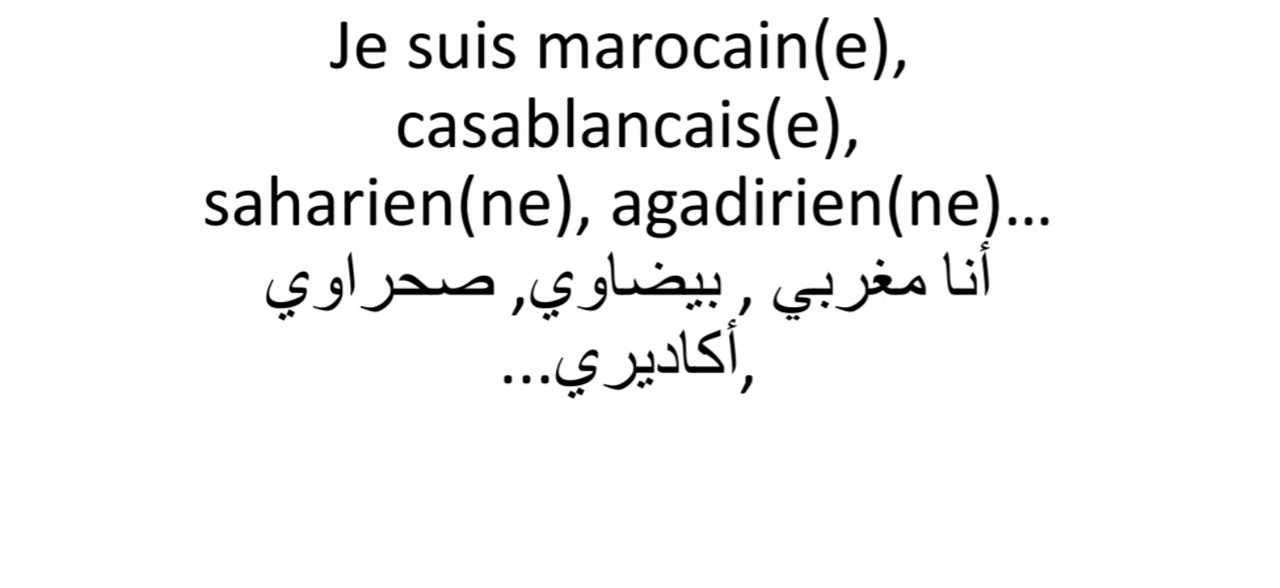 Je suis marocain(e),
casablancais(e),
saharien(ne), agadirien(ne)...
أنا مغربي , بيضاوي, صحراوي
,أكاديري...